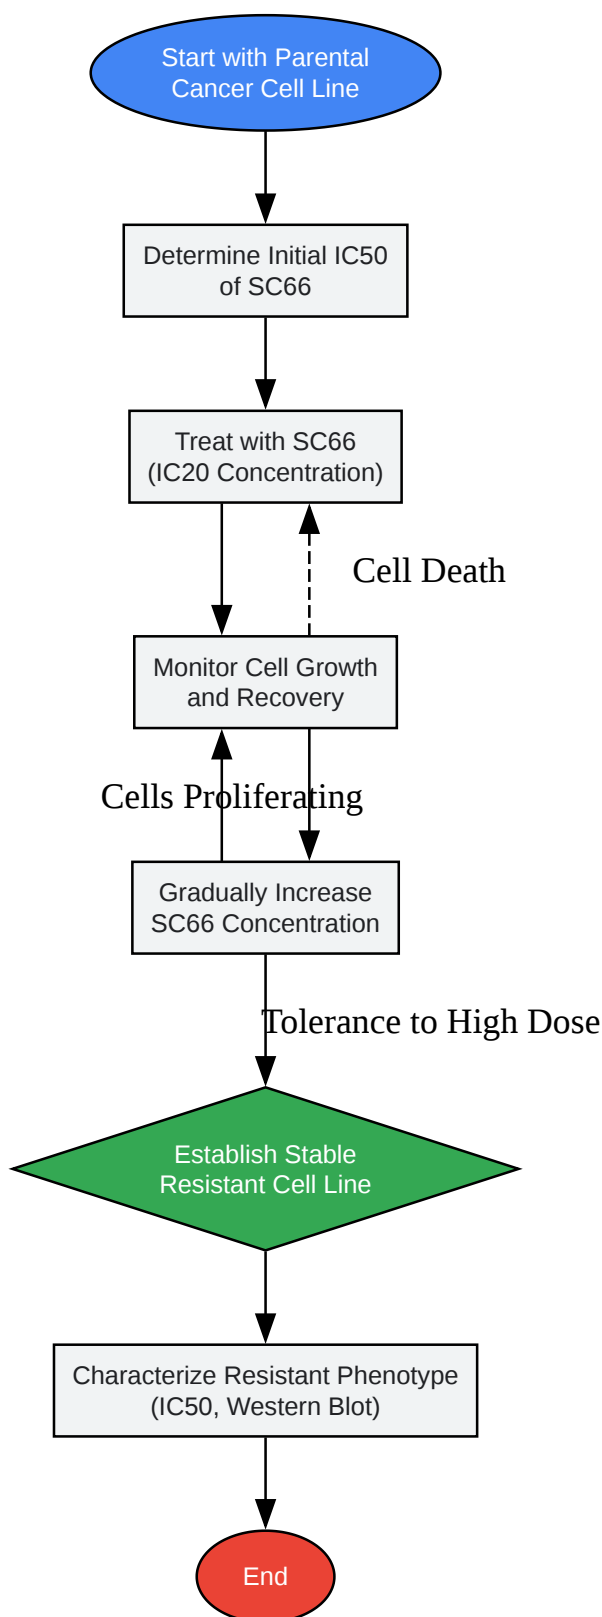 Start with Parental
Cancer Cell Line
Determine Initial IC50
of SC66
Treat with SC66
(IC20 Concentration)
Cell Death
Monitor Cell Growth
and Recovery
Cells Proliferating
Gradually Increase
SC66 Concentration
Tolerance to High Dose
Establish Stable
Resistant Cell Line
Characterize Resistant Phenotype
(IC50, Western Blot)
End